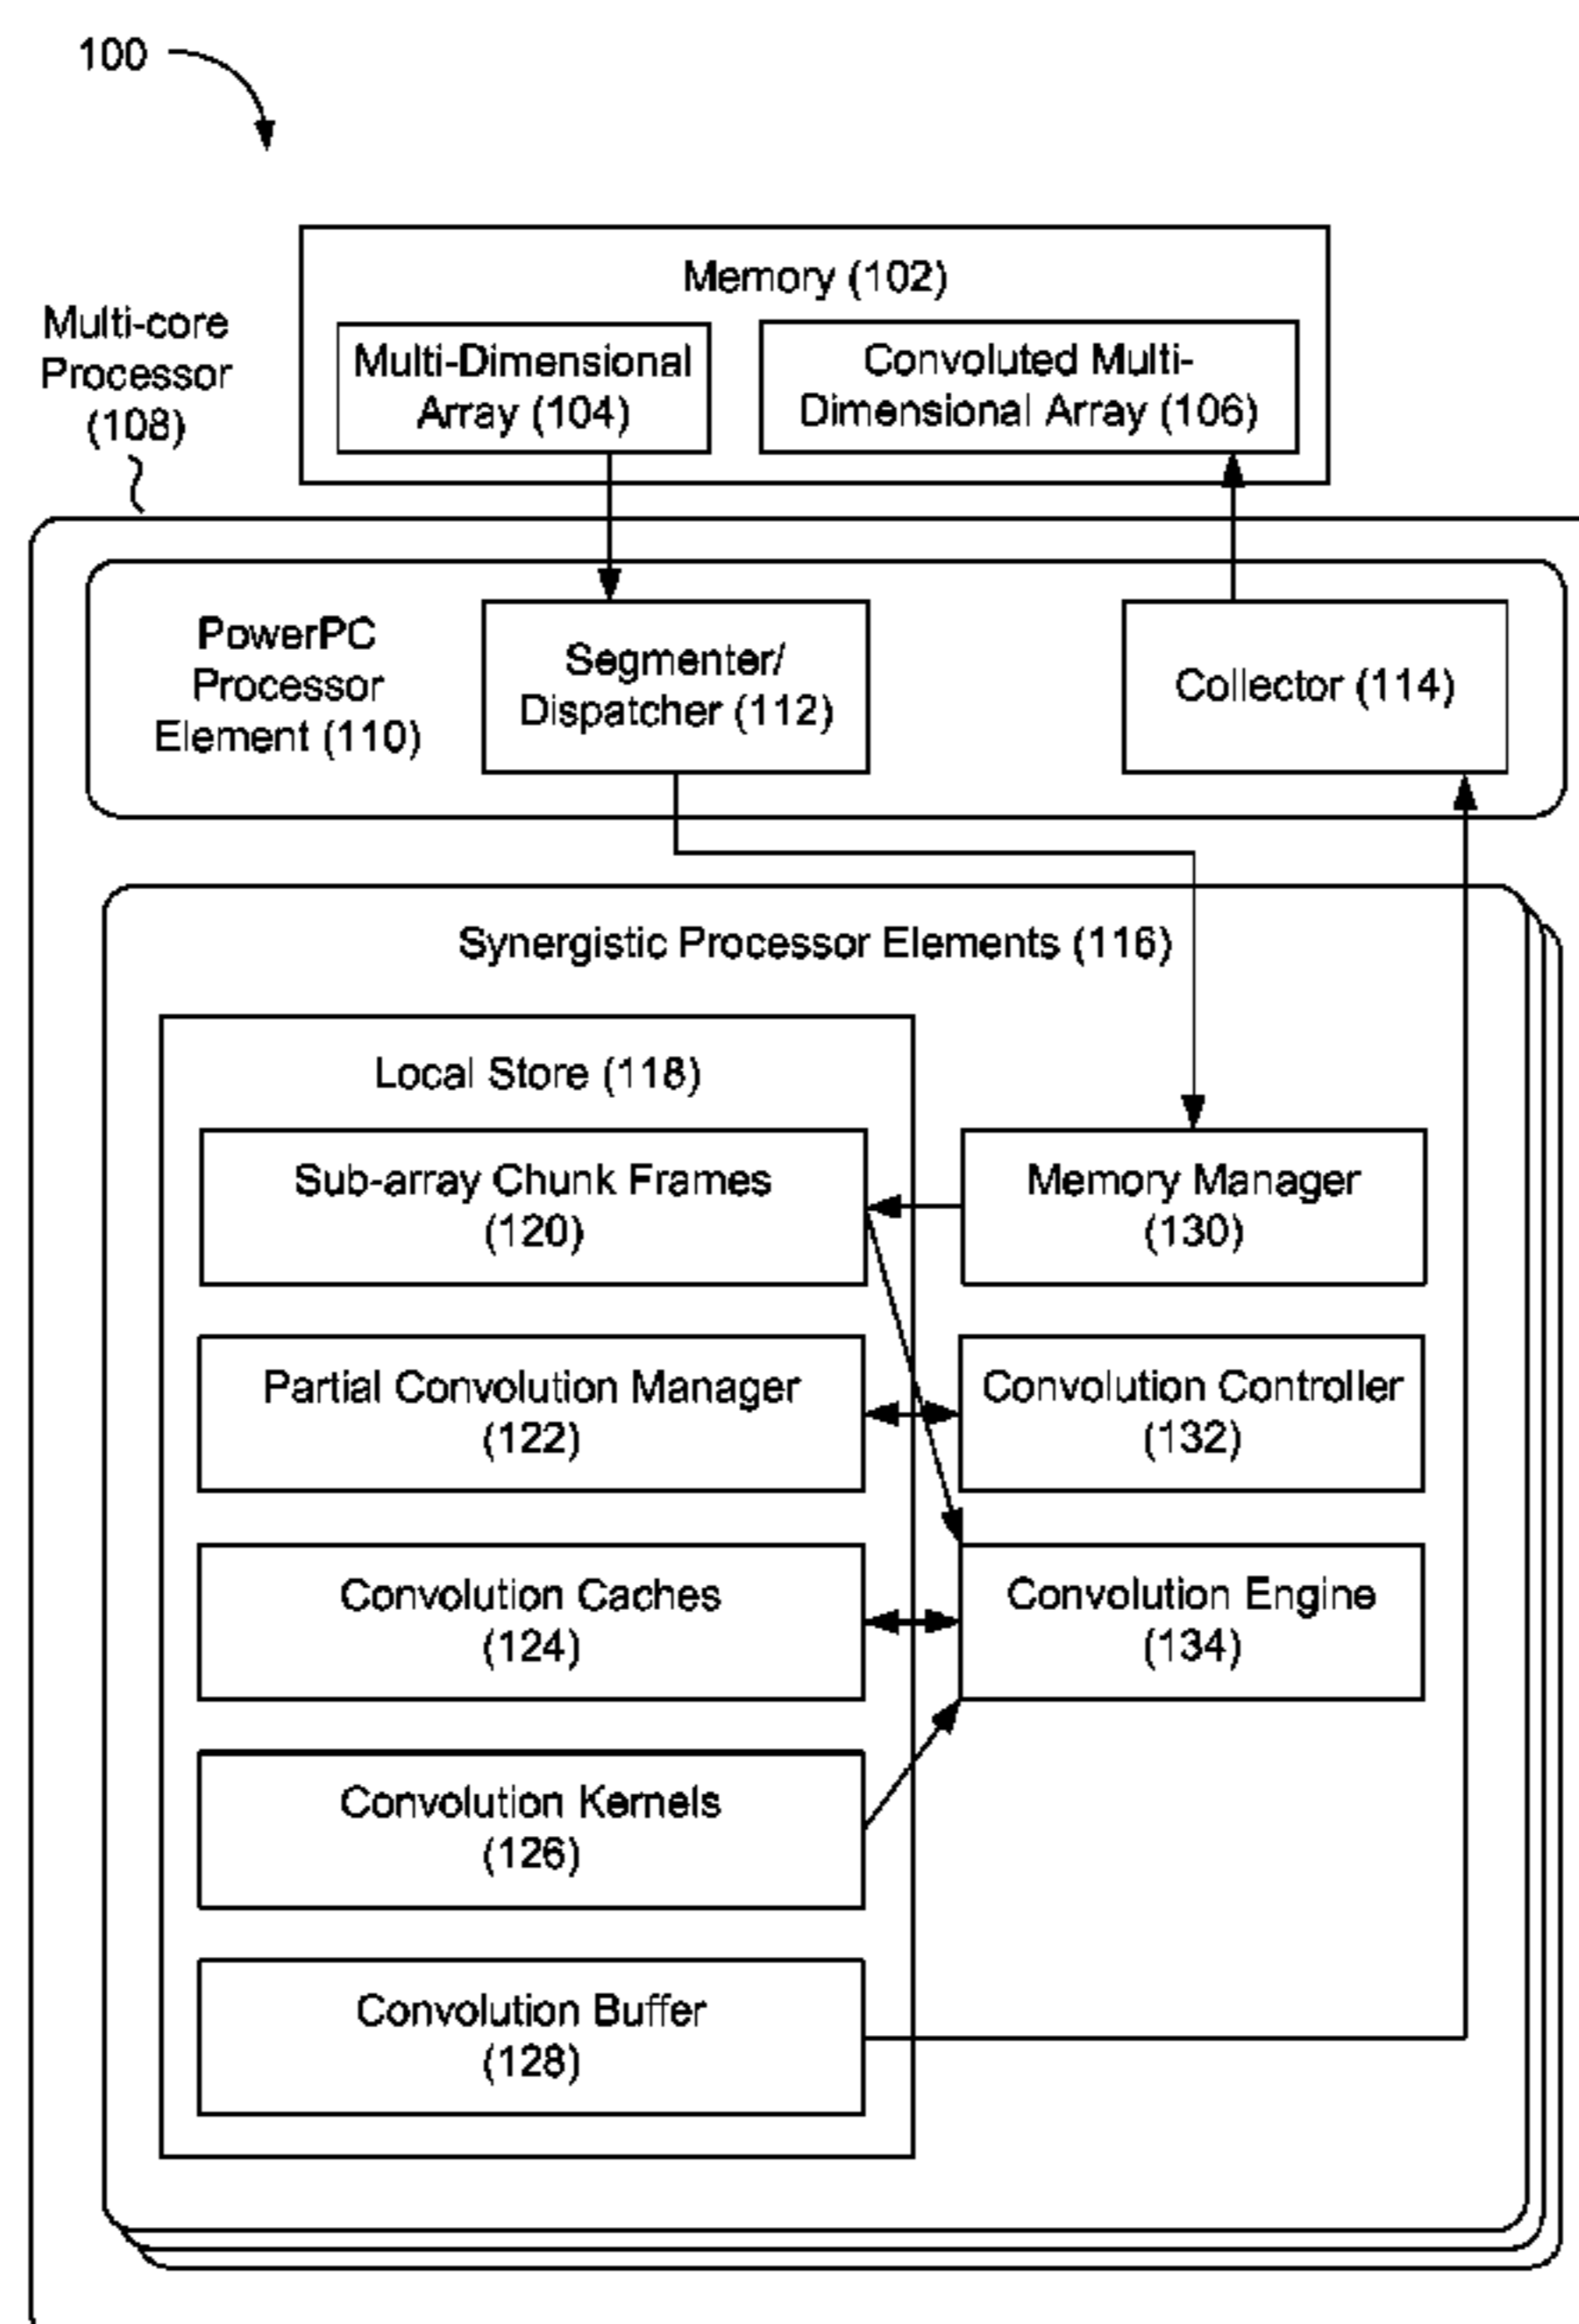 100
Memory (102)
Multi-core
Processor
(108)
Multi-Dimensional
Array (104)
Convoluted Multi-
Dimensional Array (106)
PowerPC
Processor
Element (110)
Segmenter/
Dispatcher (112)
Collector (114)
Synergistic Processor Elements (116)
Local Store (118)
Sub-array Chunk Frames
(120)
Memory Manager
(130)
Partial Convolution Manager
(122)
Convolution Controller
(132)
Convolution Caches
(124)
Convolution Engine
(134)
Convolution Kernels
(126)
Convolution Buffer
(128)